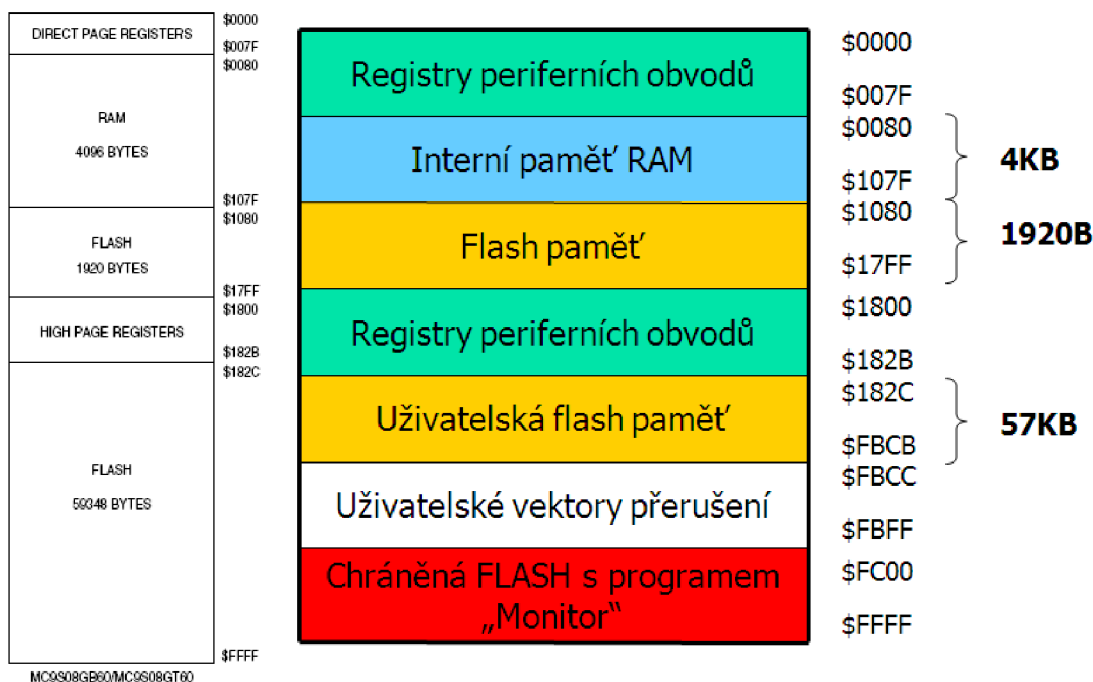 $0000
DIRECT PAGE REGISTERS
$007F
$0080
RAM
4096 BYTES
$107F
$1080
FLASH
1920 BYTES
$17FF
$1800
HIGH PAGE REGISTERS
$182B
$182C
FLASH
59348 BYTES
$FFFF
MC9S08GB60/MC9S08GT60
Registry periferních obvodů
$0000
$007F
Interní paměť RAM
$0080
$107F
4KB
Flash paměť
$1080
$17FF
1920B
Registry periferních obvodů
$1800
$182B
Uživatelská flash paměť
$182C
$FBCB
57KB
Uživatelské vektory přerušení
$FBCC
$FBFF
Chráněná FLASH s programem
„Monitor“
$FC00
$FFFF